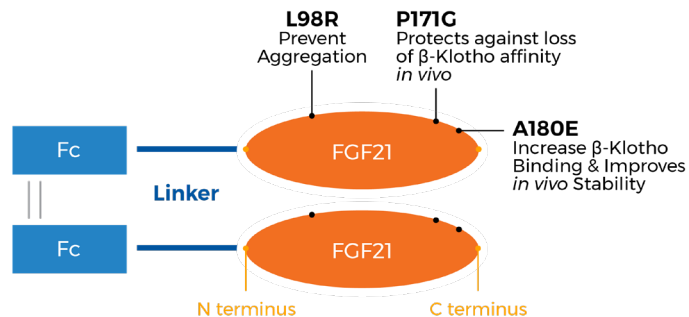 L98R
Prevent
Aggregation
P171G
Protects against loss
of β-Klotho affinity
in vivo
A180E
Increase β-Klotho
Binding & Improves
in vivo Stability
Fc
FGF21
Linker
Fc
FGF21
N terminus
C terminus